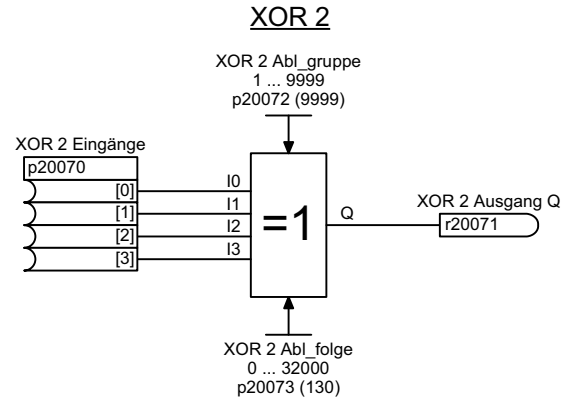 XOR 2
XOR 2 Abl_gruppe
1 ... 9999
p20072 (9999)
XOR 2 Eingänge
p20070
[0] I0
[1] I1
[2] I2
[3] I3
=1
Q
XOR 2 Ausgang Q
r20071
XOR 2 Abl_folge
0 ... 32000
p20073 (130)